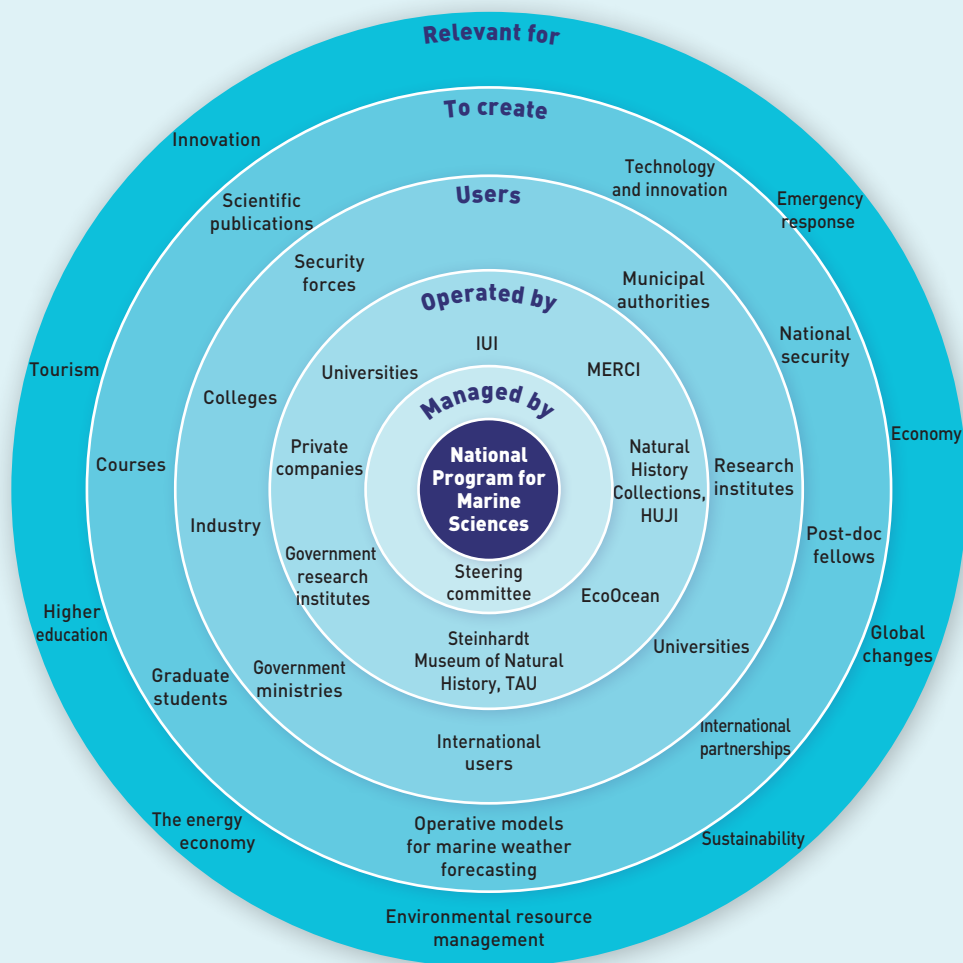 Relevant for
To create
Users
Operated by
Managed by
National
Program for
Marine
Sciences
Steering
committee
IUI
MERCI
Natural
History
Collections,
HUJI
EcoOcean
Steinhardt
Museum of Natural
History, TAU
Government
research
institutes
Private
companies
Universities
Security
forces
Municipal
authorities
Research
institutes
Universities
International
users
Government
ministries
Industry
Colleges
Scientific
publications
Technology
and innovation
National
security
Post-doc
fellows
International
partnerships
Operative models
for marine weather
forecasting
Graduate
students
Courses
Innovation
Emergency
response
Economy
Global
changes
Sustainability
Environmental resource
management
The energy
economy
Higher
education
Tourism